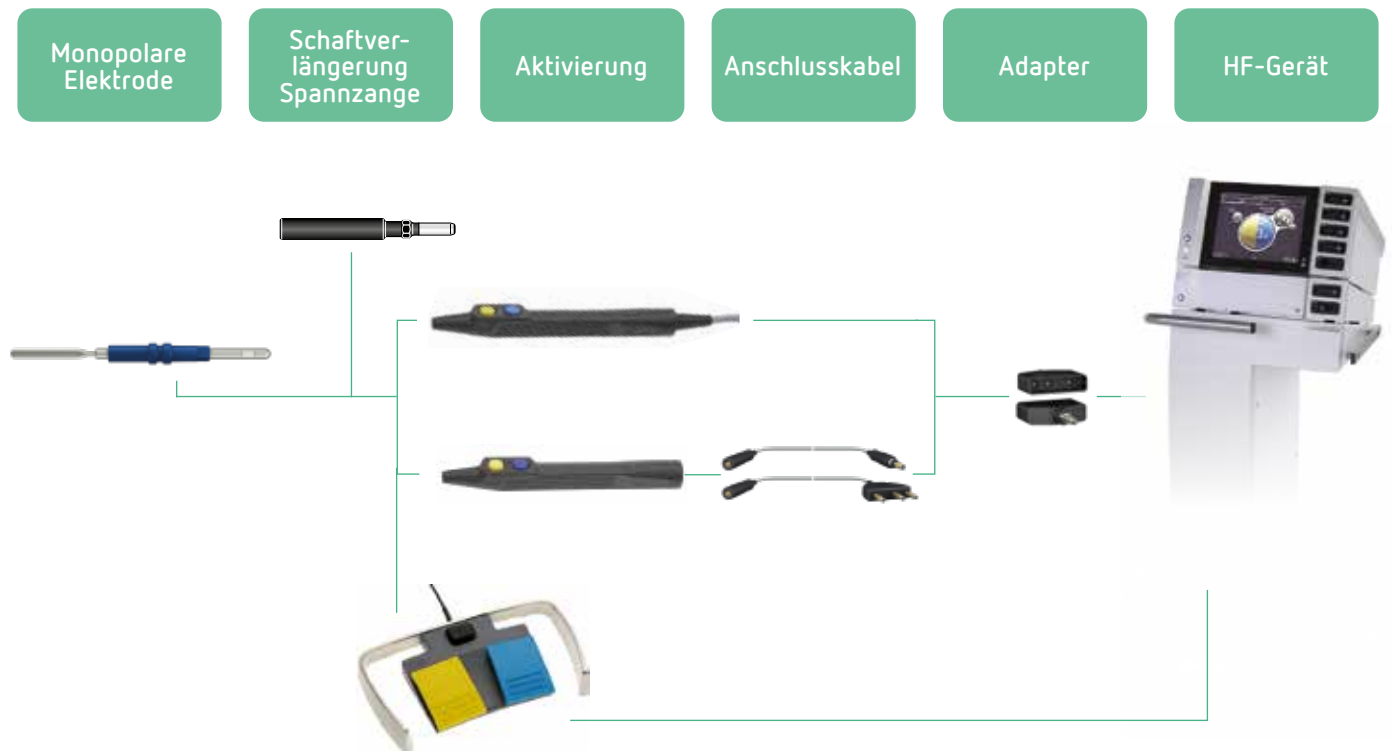 Monopolare
Elektrode
Schaftver-
längerung
Spannzange
Aktivierung
Anschlusskabel
Adapter
HF-Gerät